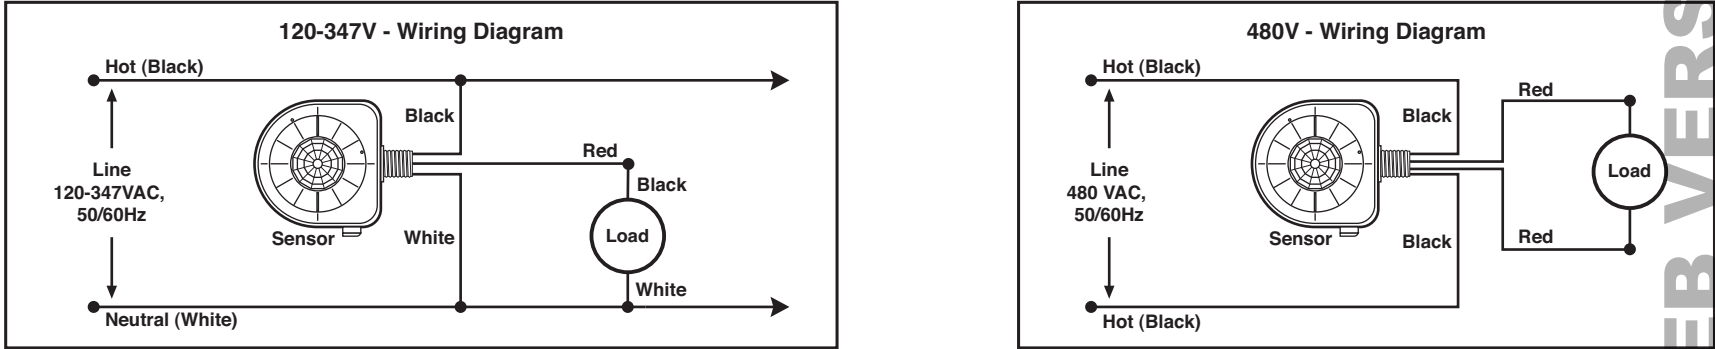 120-347V - Wiring Diagram
Hot (Black)
Black
Line
120-347VAC,
50/60Hz
Red
Black
Sensor
White
Load
White
Neutral (White)
480V - Wiring Diagram
Hot (Black)
Red
Black
Line
480 VAC,
50/60Hz
Load
Sensor
Black
Red
Hot (Black)
EB VERS